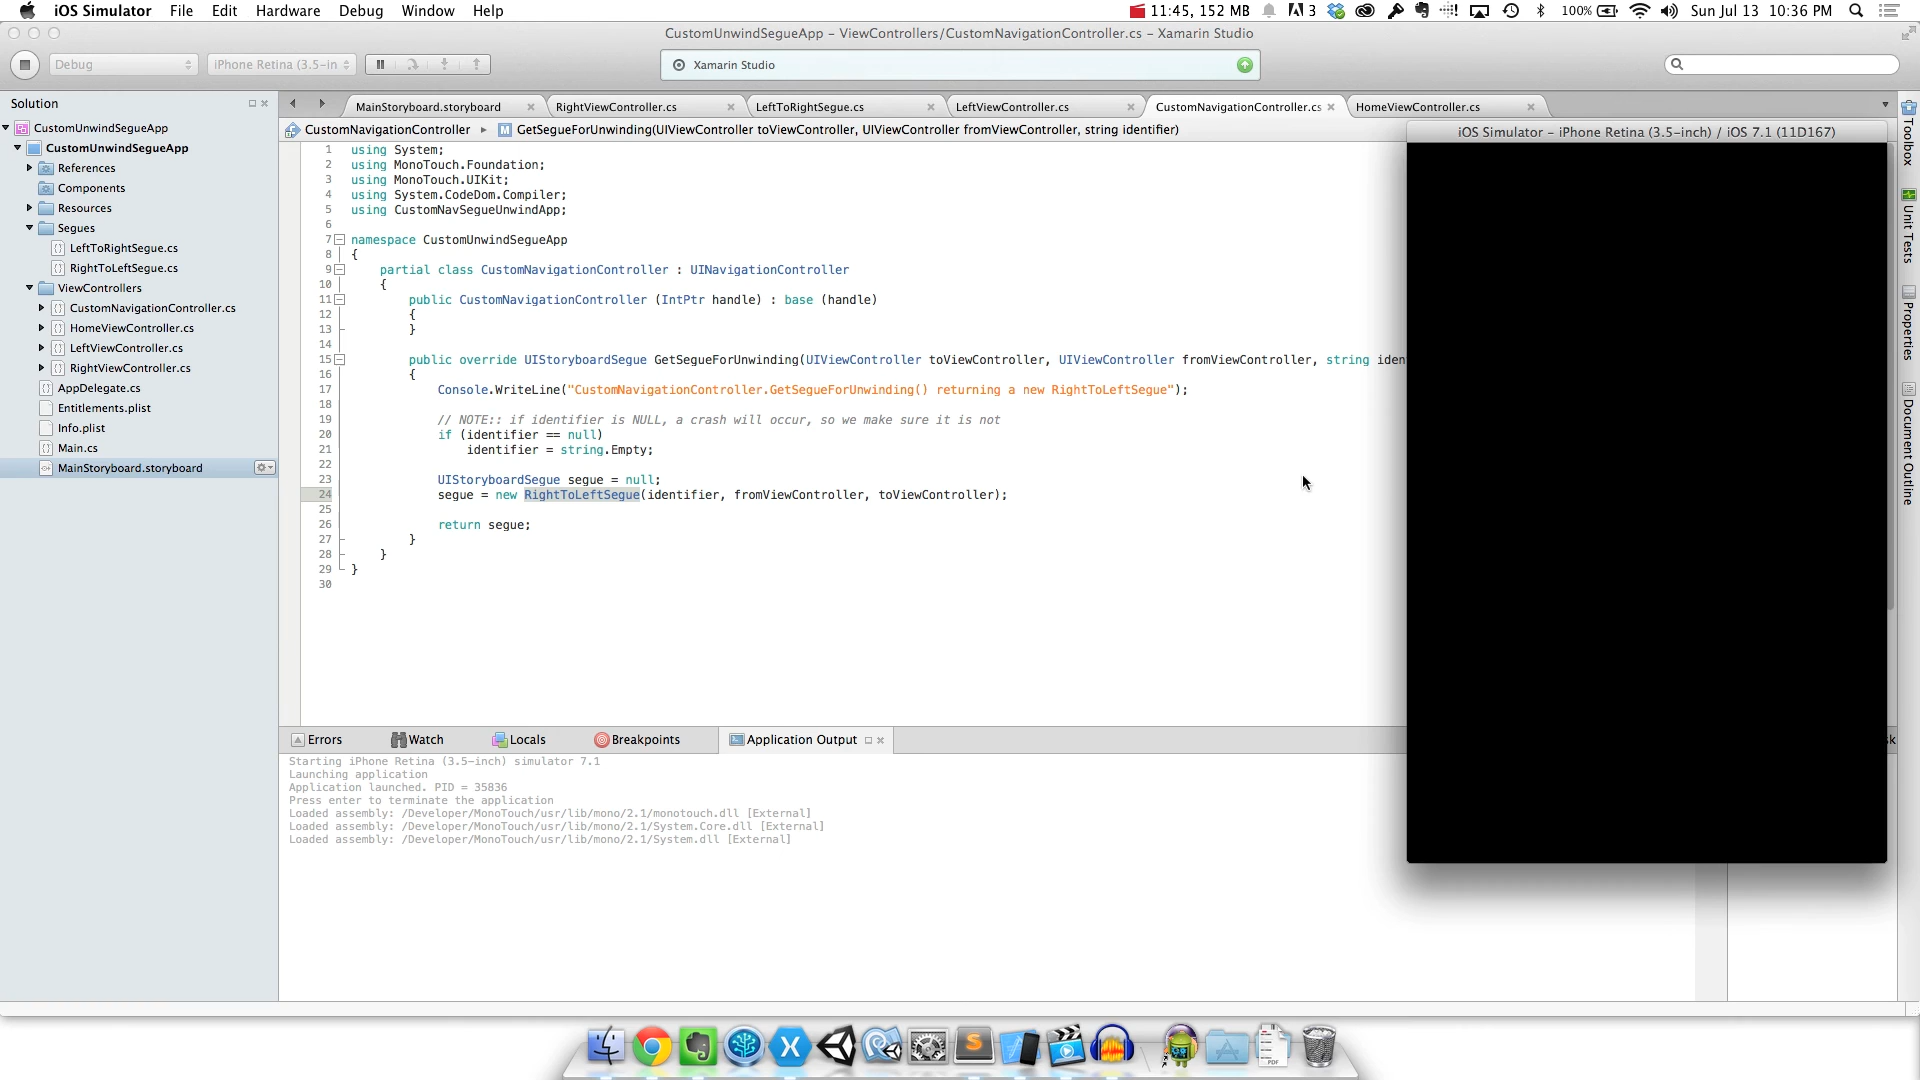 iOS Simulator File Edit Hardware Debug Window Help 11:45, 152 MB 3 100% Sun Jul 13 10:36 PM
CustomUnwindSegueApp – ViewControllers/CustomNavigationController.cs – Xamarin Studio
Debug iPhone Retina (3.5-in Xamarin Studio
Solution
CustomUnwindSegueApp
CustomUnwindSegueApp
References
Components
Resources
Segues
LeftToRightSegue.cs
RightToLeftSegue.cs
ViewControllers
CustomNavigationController.cs
HomeViewController.cs
LeftViewController.cs
RightViewController.cs
AppDelegate.cs
Entitlements.plist
Info.plist
Main.cs
MainStoryboard.storyboard
MainStoryboard.storyboard RightViewController.cs LeftToRightSegue.cs LeftViewController.cs CustomNavigationController.cs HomeViewController.cs
CustomNavigationController GetSegueForUnwinding(UIViewController toViewController, UIViewController fromViewController, string identifier)
1 using System;
2 using MonoTouch.Foundation;
3 using MonoTouch.UIKit;
4 using System.CodeDom.Compiler;
5 using CustomNavSegueUnwindApp;
6
7 namespace CustomUnwindSegueApp
8 {
9 partial class CustomNavigationController : UINavigationController
10 {
11 public CustomNavigationController (IntPtr handle) : base (handle)
12 {
13 }
14
15 public override UIStoryboardSegue GetSegueForUnwinding(UIViewController toViewController, UIViewController fromViewController, string iden
16 {
17 Console.WriteLine("CustomNavigationController.GetSegueForUnwinding() returning a new RightToLeftSegue");
18
19 // NOTE:: if identifier is NULL, a crash will occur, so we make sure it is not
20 if (identifier == null)
21 identifier = string.Empty;
22
23 UIStoryboardSegue segue = null;
24 segue = new RightToLeftSegue(identifier, fromViewController, toViewController);
25
26 return segue;
27 }
28 }
29 }
30
iOS Simulator – iPhone Retina (3.5-inch) / iOS 7.1 (11D167)
Toolbox
Unit Tests
Properties
Document Outline
Errors Watch Locals Breakpoints Application Output sk
Starting iPhone Retina (3.5-inch) simulator 7.1
Launching application
Application launched. PID = 35836
Press enter to terminate the application
Loaded assembly: /Developer/MonoTouch/usr/lib/mono/2.1/monotouch.dll [External]
Loaded assembly: /Developer/MonoTouch/usr/lib/mono/2.1/System.Core.dll [External]
Loaded assembly: /Developer/MonoTouch/usr/lib/mono/2.1/System.dll [External]
PDF